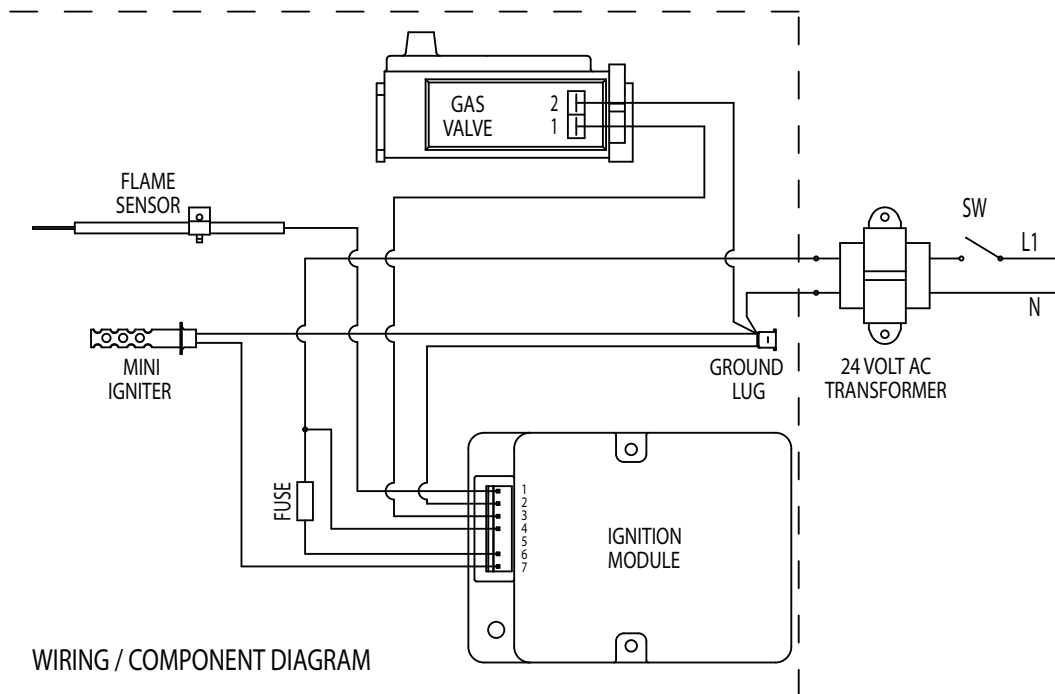 GAS
VALVE
2
1
FLAME
SENSOR
SW
L1
N
MINI
IGNITER
GROUND
LUG
24 VOLT AC
TRANSFORMER
FUSE
1
2
3
4
5
6
7
IGNITION
MODULE
WIRING / COMPONENT DIAGRAM